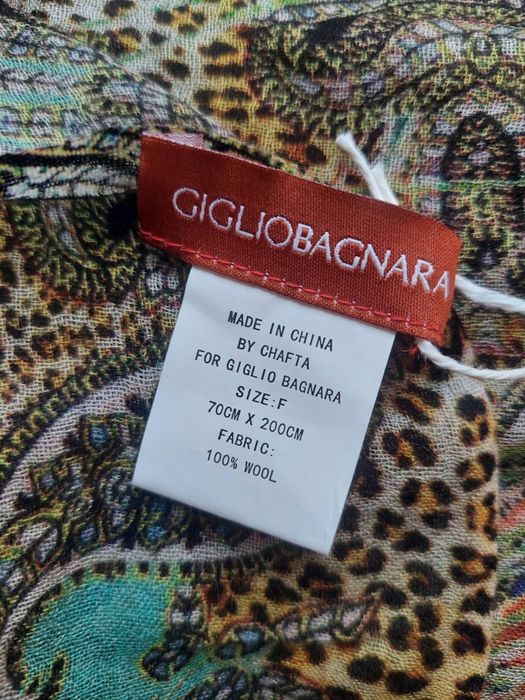 GIGLIOBAGNARA
MADE IN CHINA
BY CHAFTA
FOR GIGLIO BAGNARA
SIZE:F
70CM X 200CM
FABRIC:
100% WOOL